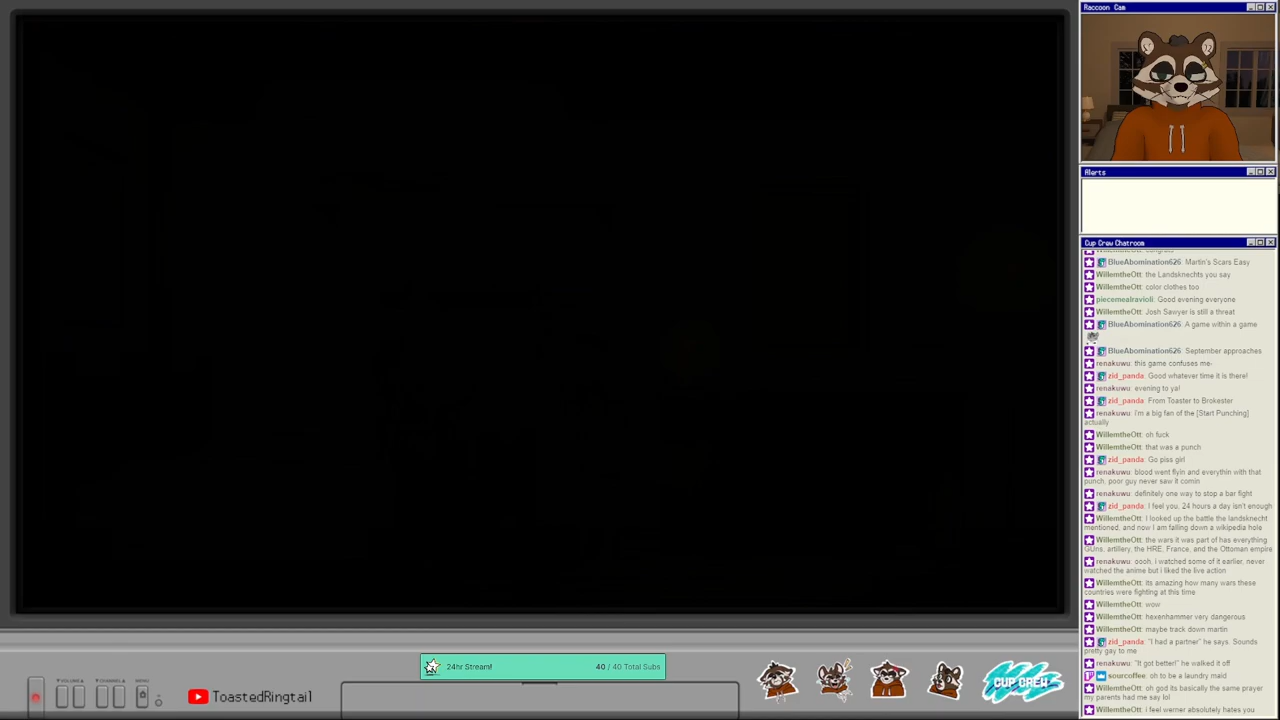 Raccoon Cam
Alerts
Cup Crew Chatroom
BlueAbomination626: Martin's Scars Easy
WillemtheOtt: the Landsknechts you say
WillemtheOtt: color clothes too
piecemealravioli: Good evening everyone
WillemtheOtt: Josh Sawyer is still a threat
BlueAbomination626: A game within a game
BlueAbomination626: September approaches
renakuwu: this game confuses me-
zid_panda: Good whatever time it is there!
renakuwu: evening to ya!
zid_panda: From Toaster to Brokester
renakuwu: I'm a big fan of the [Start Punching]
actually
WillemtheOtt: oh fuck
WillemtheOtt: that was a punch
zid_panda: Go piss girl
renakuwu: blood went flyin and everythin with that
punch, poor guy never saw it comin
renakuwu: definitely one way to stop a bar fight
zid_panda: I feel you, 24 hours a day isn't enough
WillemtheOtt: I looked up the battle the landsknecht
mentioned, and now I am falling down a wikipedia hole
WillemtheOtt: the wars it was part of has everything
GUns, artillery, the HRE, France, and the Ottoman empire
renakuwu: oooh, I watched some of it earlier, never
watched the anime but i liked the live action
WillemtheOtt: its amazing how many wars these
countries were fighting at this time
WillemtheOtt: wow
WillemtheOtt: hexenhammer very dangerous
WillemtheOtt: maybe track down martin
zid_panda: "I had a partner" he says. Sounds
pretty gay to me
renakuwu: "It got better!" he walked it off
sourcoffee: oh to be a laundry maid
WillemtheOtt: oh god its basically the same prayer
my parents had me say lol
WillemtheOtt: I feel werner absolutely hates you
24hr Stream! 40 / 40 Total Subs
VOLUME CHANNEL MENU
ToastedRingtail
CUP CREW